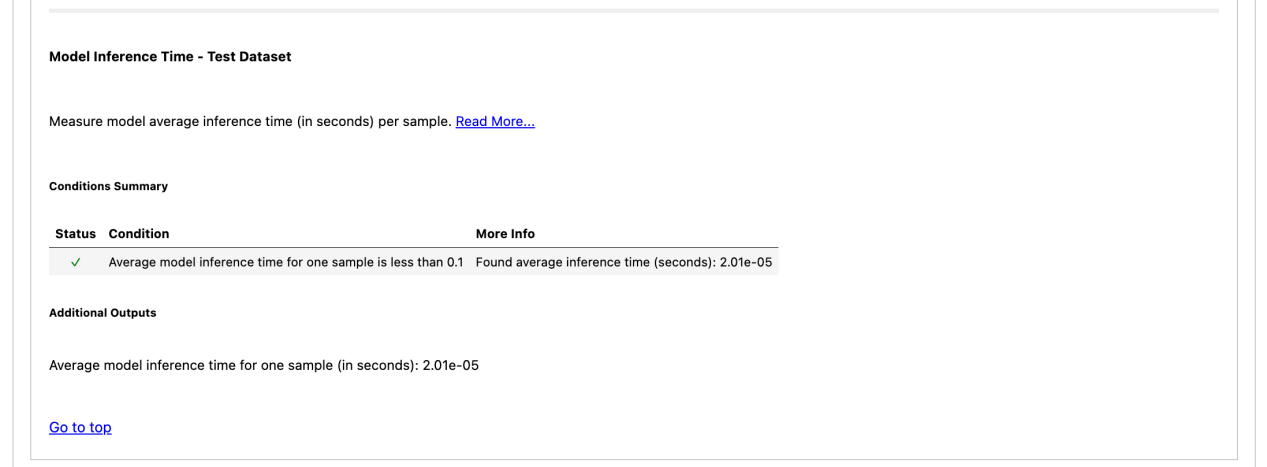 Model Inference Time - Test Dataset
Measure model average inference time (in seconds) per sample. Read More...
Conditions Summary
Status Condition More Info
✓ Average model inference time for one sample is less than 0.1 Found average inference time (seconds): 2.01e-05
Additional Outputs
Average model inference time for one sample (in seconds): 2.01e-05
Go to top